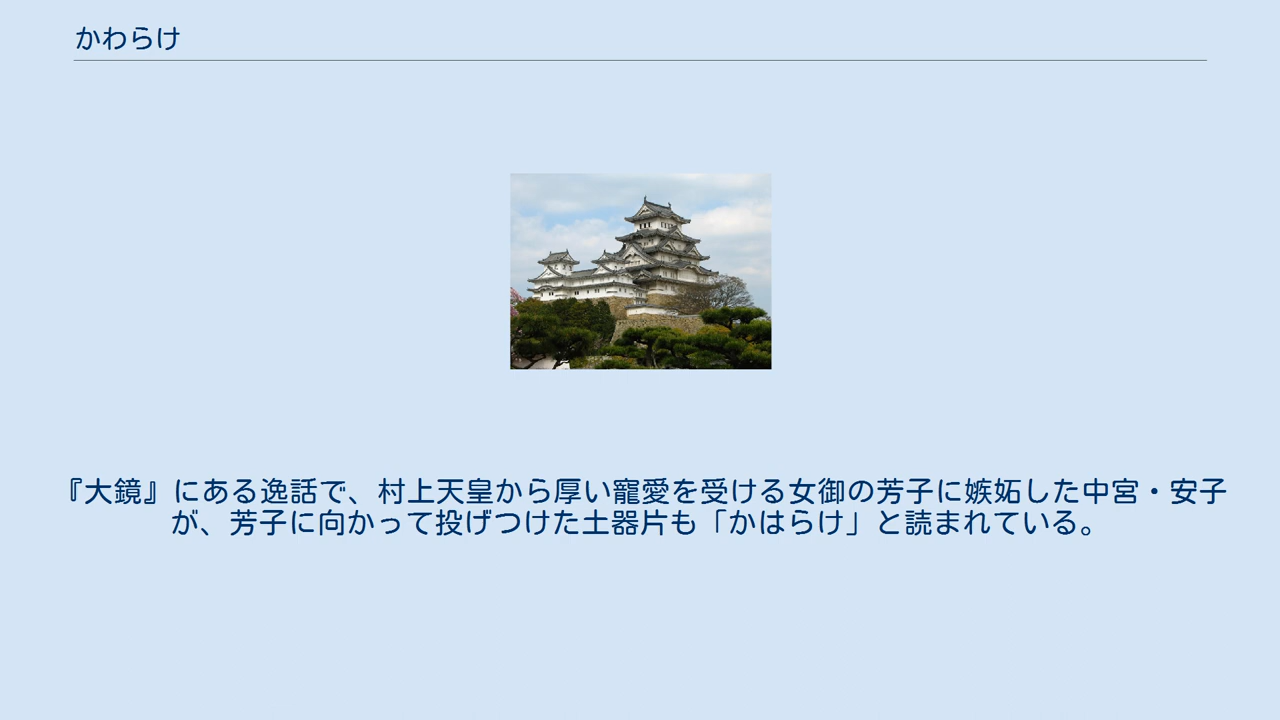 かわらけ
『大鏡』にある逸話で、村上天皇から厚い寵愛を受ける女御の芳子に嫉妬した中宮・安子
が、芳子に向かって投げつけた土器片も「かはらけ」と読まれている。